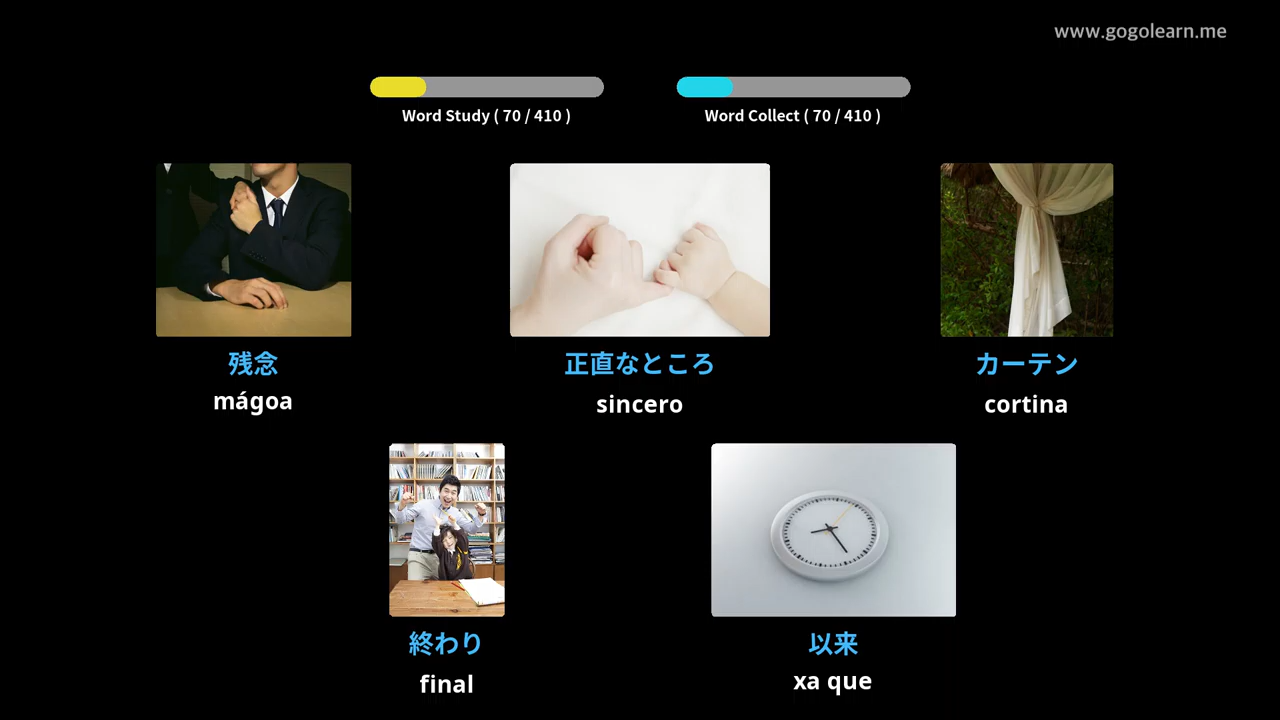 www.gogolearn.me
Word Study ( 70 / 410 )
Word Collect ( 70 / 410 )
残念
mágoa
正直なところ
sincero
カーテン
cortina
終わり
final
以来
xa que